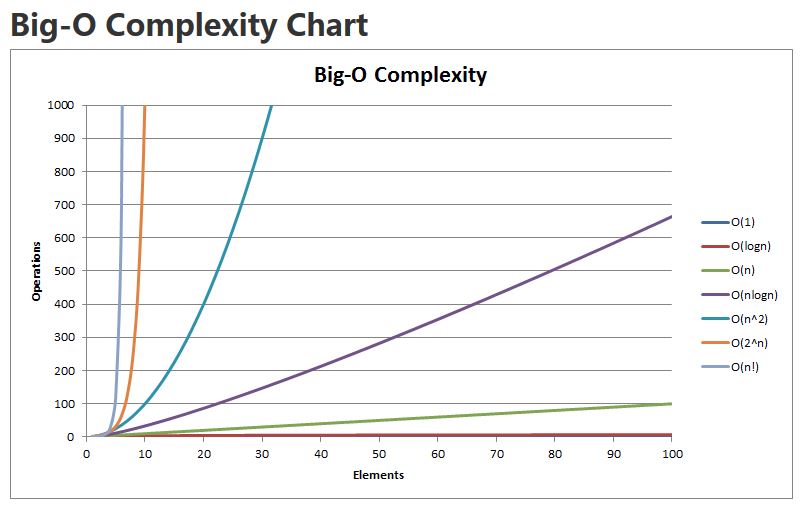 Big-O Complexity Chart
Big-O Complexity
1000
900
800
700
600
500
400
300
200
100
0
Operations
0 10 20 30 40 50 60 70 80 90 100
Elements
O(1)
O(logn)
O(n)
O(nlogn)
O(n^2)
O(2^n)
O(n!)